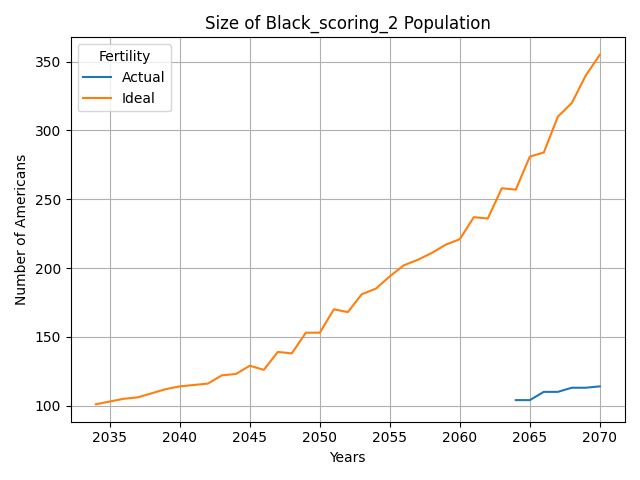 Size of Black_scoring_2 Population
Fertility
Actual
Ideal
350
300
250
200
150
100
Number of Americans
2035 2040 2045 2050 2055 2060 2065 2070
Years